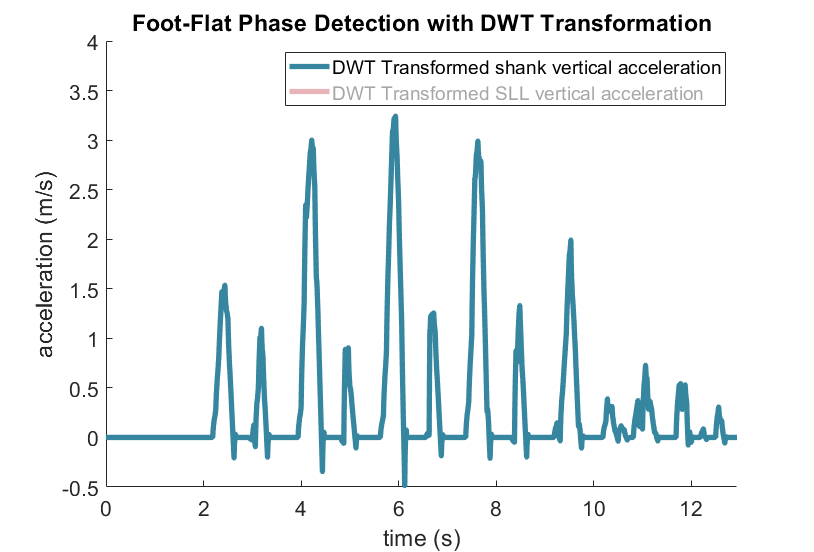 Foot-Flat Phase Detection with DWT Transformation
DWT Transformed shank vertical acceleration
DWT Transformed SLL vertical acceleration
acceleration (m/s)
4
3.5
3
2.5
2
1.5
1
0.5
0
-0.5
0 2 4 6 8 10 12
time (s)